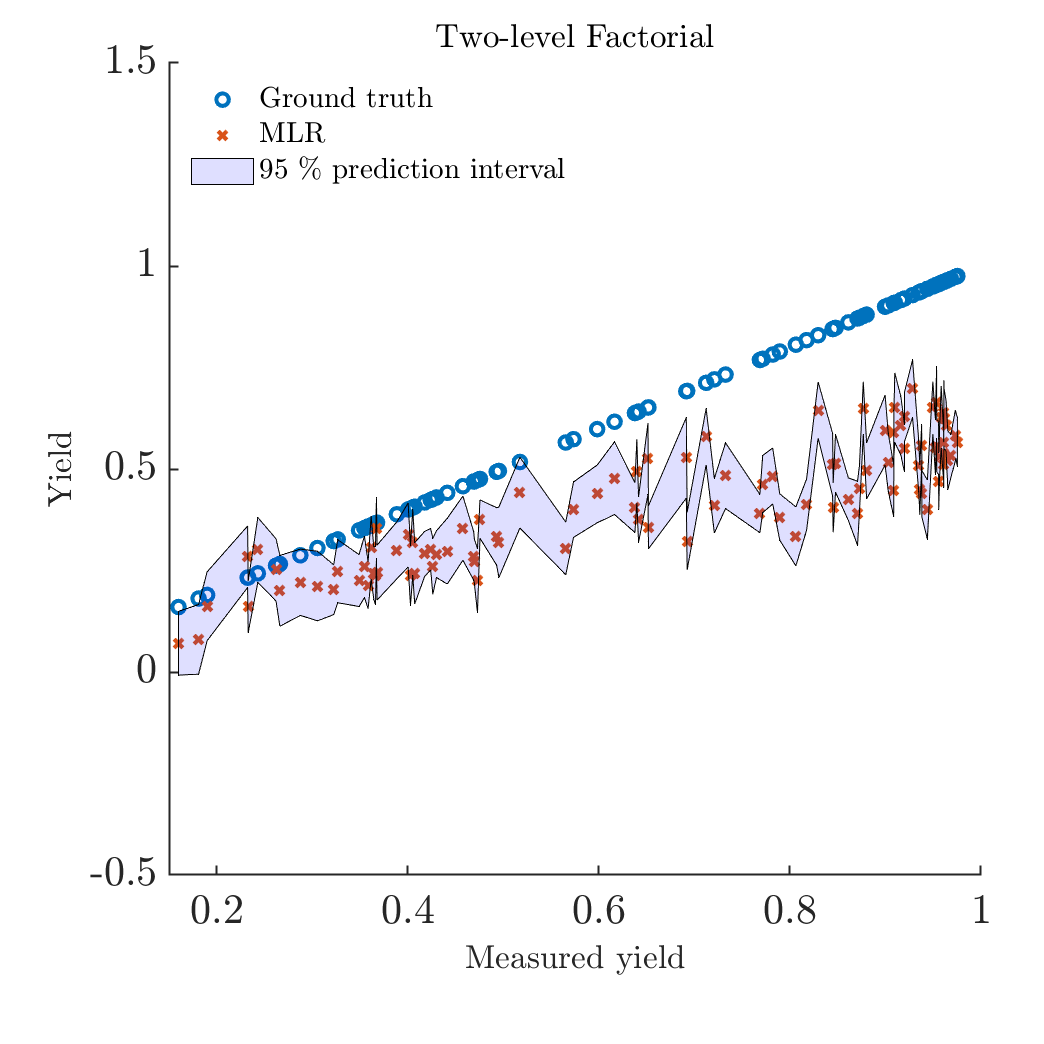 Two-level Factorial
1.5
Ground truth
MLR
95 % prediction interval
1
Yield
0.5
0
-0.5
0.2 0.4 0.6 0.8 1
Measured yield